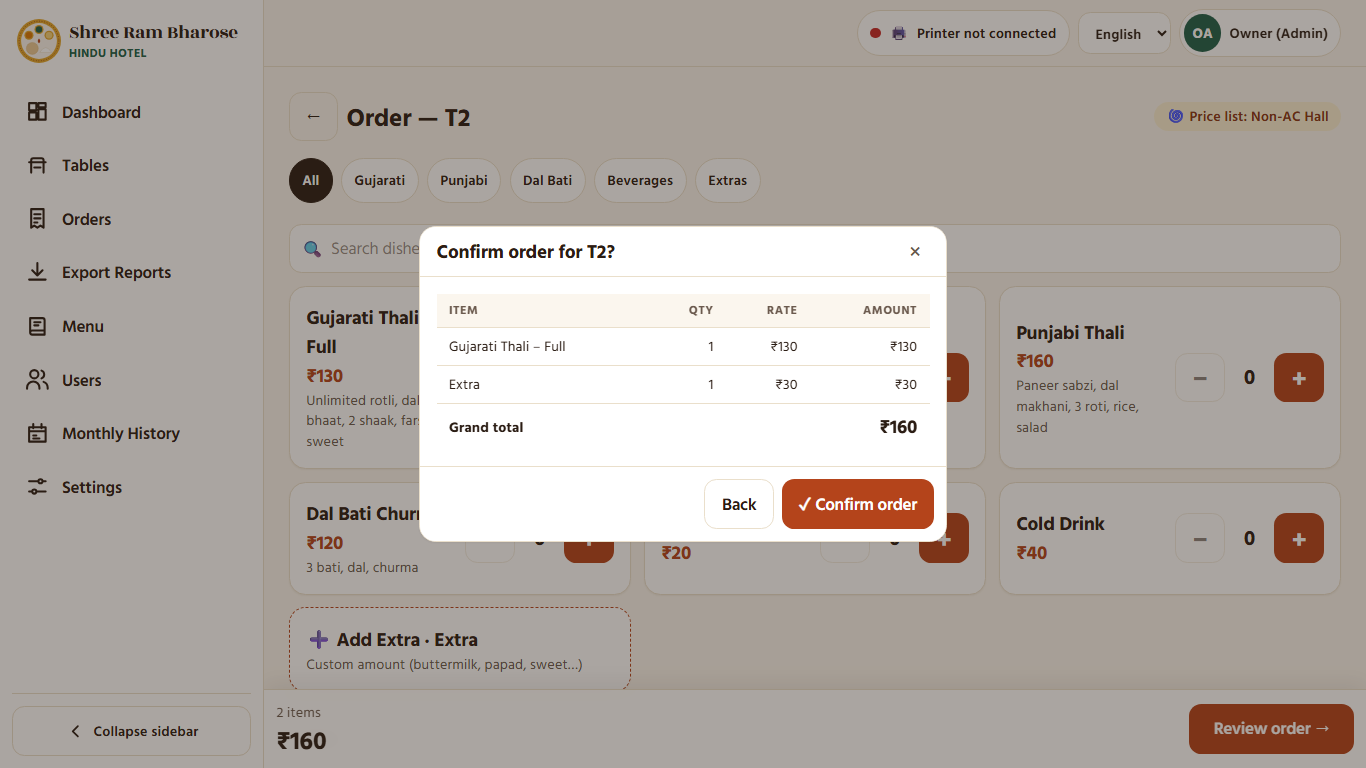 Shree Ram Bharose
HINDU HOTEL
Dashboard
Tables
Orders
Export Reports
Menu
Users
Monthly History
Settings
Collapse sidebar
Printer not connected
English
OA
Owner (Admin)
← Order — T2
Price list: Non-AC Hall
All
Gujarati
Punjabi
Dal Bati
Beverages
Extras
Search dishe
Gujarati Thali
Full
₹130
Unlimited rotli, dal
bhaat, 2 shaak, fars
sweet
Punjabi Thali
₹160
Paneer sabzi, dal
makhani, 3 roti, rice,
salad
− 0 +
Dal Bati Churm
₹120
3 bati, dal, churma
₹20
Cold Drink
₹40
− 0 +
Add Extra · Extra
Custom amount (buttermilk, papad, sweet…)
Confirm order for T2? ×
ITEM QTY RATE AMOUNT
Gujarati Thali – Full 1 ₹130 ₹130
Extra 1 ₹30 ₹30
Grand total ₹160
Back
✓ Confirm order
2 items
₹160
Review order →